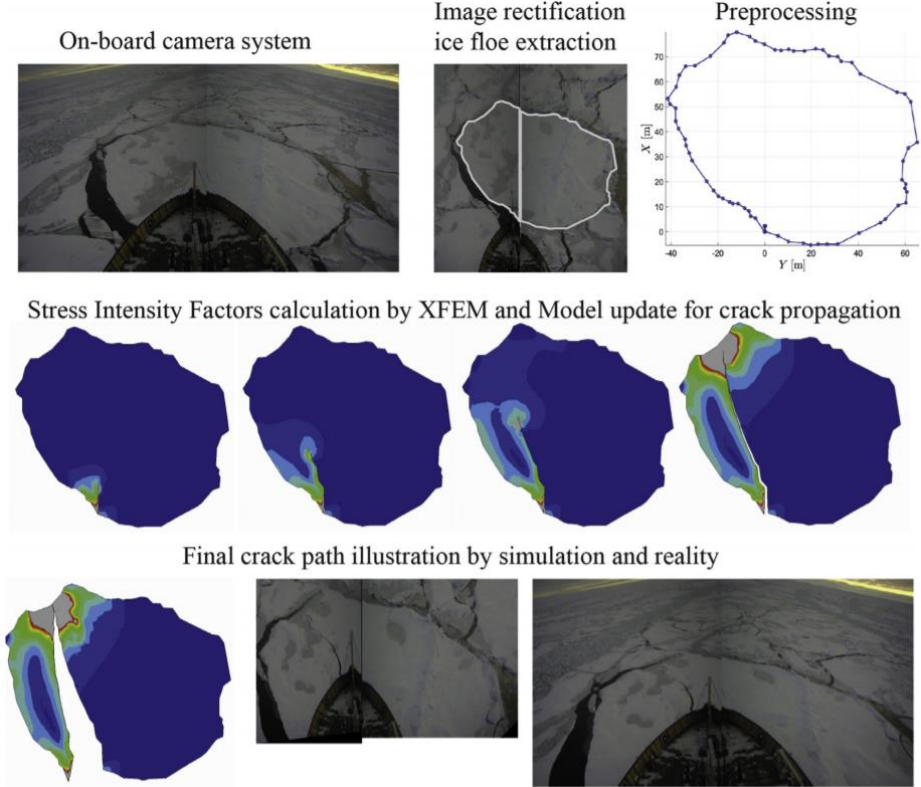 On-board camera system
Image rectification
ice floe extraction
Preprocessing
80
70
60
50
40
30
20
10
0
X [m]
-40
-20
0
20
40
60
Y [m]
Stress Intensity Factors calculation by XFEM and Model update for crack propagation
Final crack path illustration by simulation and reality